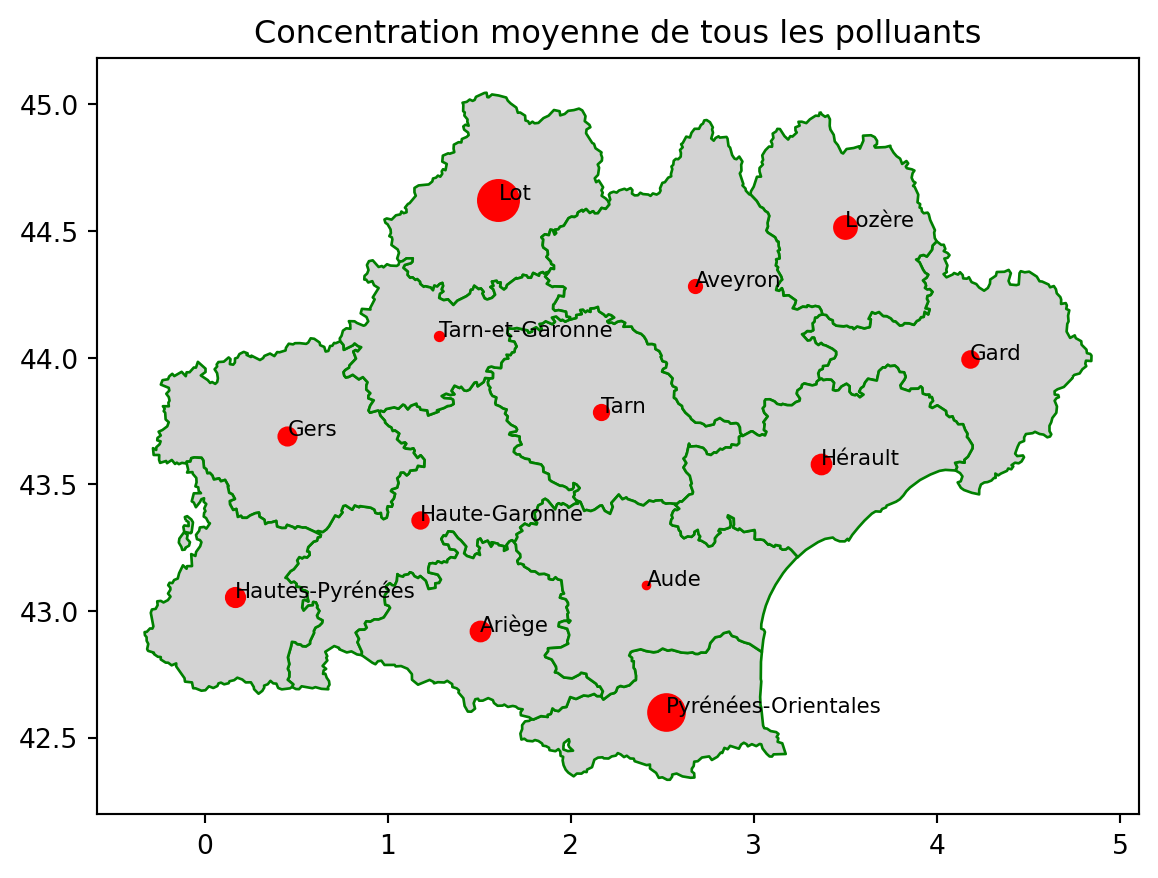 Concentration moyenne de tous les polluants
45.0
44.5
44.0
43.5
43.0
42.5
Lot
Lozère
Aveyron
Tarn-et-Garonne
Gard
Tarn
Gers
Hérault
Haute-Garonne
Aude
Hautes-Pyrénées
Ariège
Pyrénées-Orientales
0 1 2 3 4 5